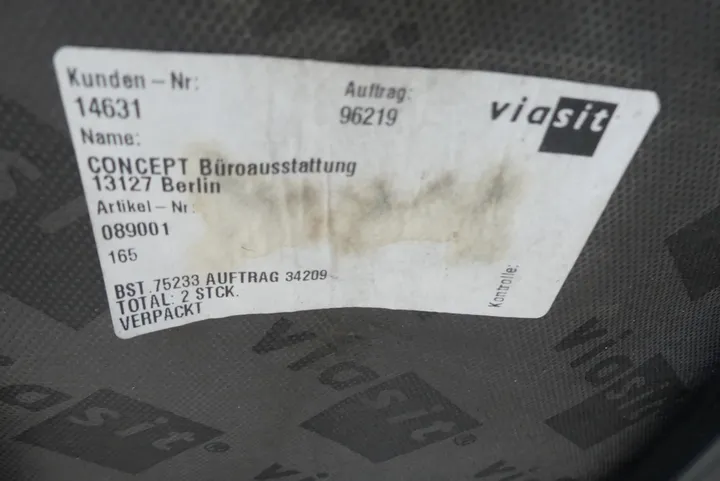 Kunden-Nr:
14631
Auftrag:
96219
viasit
Name:
CONCEPT Büroausstattung
13127 Berlin
Artikel-Nr:
089001
165
BST.75233 AUFTRAG 34209
TOTAL: 2 STCK.
VERPACKT
Kontrolle:
viasit®
viasit®
viasit